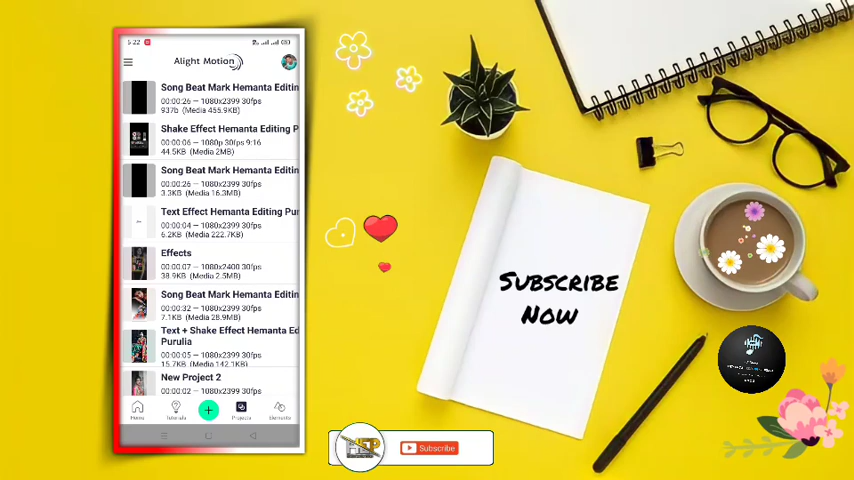 5:22
Alight Motion
Song Beat Mark Hemanta Editin
00:00:26 — 1080x2399 30fps
937b (Media 455.9KB)
Shake Effect Hemanta Editing P
00:00:06 — 1080p 30fps 9:16
44.5KB (Media 2MB)
Song Beat Mark Hemanta Editin
00:00:26 — 1080x2399 30fps
3.3KB (Media 16.3MB)
Text Effect Hemanta Editing Puru
00:00:04 — 1080x2399 30fps
6.2KB (Media 222.7KB)
Effects
00:00:07 — 1080x2400 30fps
38.9KB (Media 2.5MB)
Song Beat Mark Hemanta Editin
00:00:32 — 1080x2399 30fps
7.1KB (Media 28.9MB)
Text + Shake Effect Hemanta Ed
Purulia
00:00:05 — 1080x2399 30fps
15.7KB (Media 142.1KB)
New Project 2
00:00:02 — 1080x2399 30fps
Home
Tutorials
Projects
Elements
Subscribe
Now
HEP
Subscribe